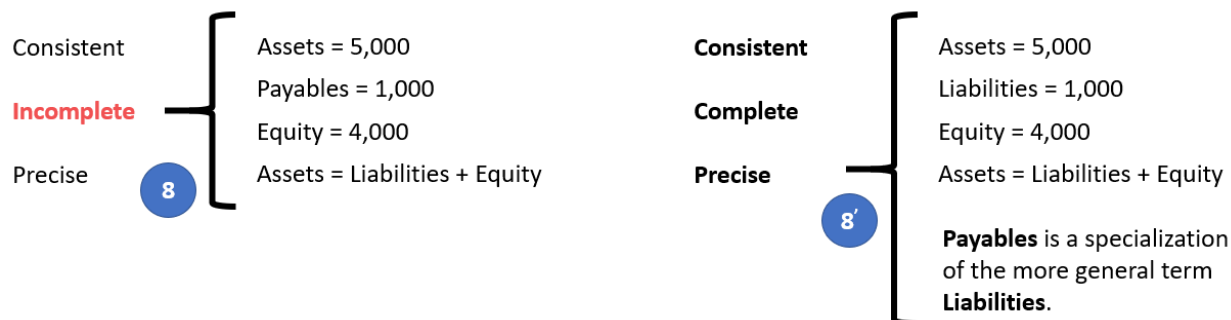 Consistent
Incomplete
Precise
8
Assets = 5,000
Payables = 1,000
Equity = 4,000
Assets = Liabilities + Equity
Consistent
Complete
Precise
8′
Assets = 5,000
Liabilities = 1,000
Equity = 4,000
Assets = Liabilities + Equity
Payables is a specialization
of the more general term
Liabilities.